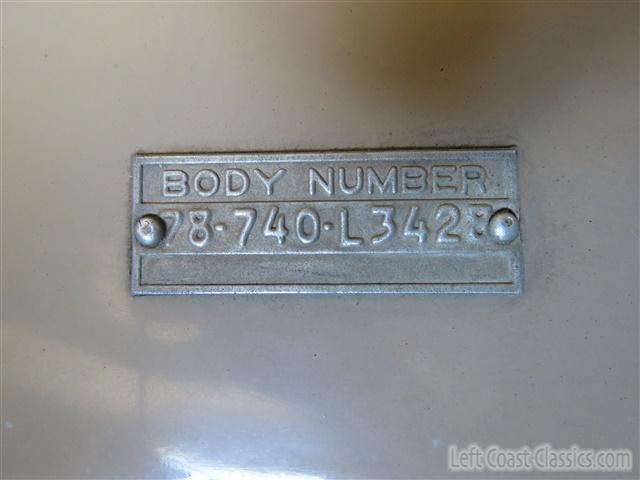 BODY NUMBER
78-740-L342
Left Coast Classics.com